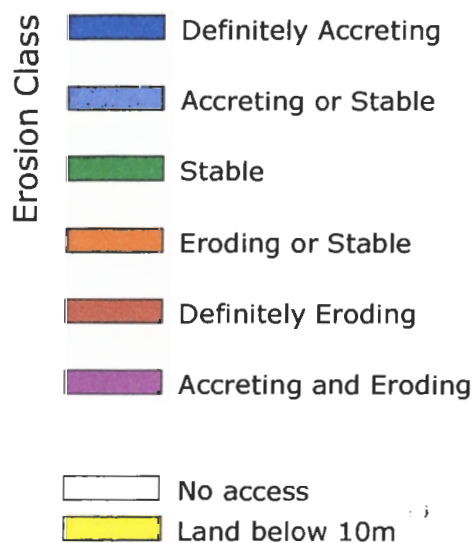 Erosion Class
Definitely Accreting
Accreting or Stable
Stable
Eroding or Stable
Definitely Eroding
Accreting and Eroding
No access
Land below 10m